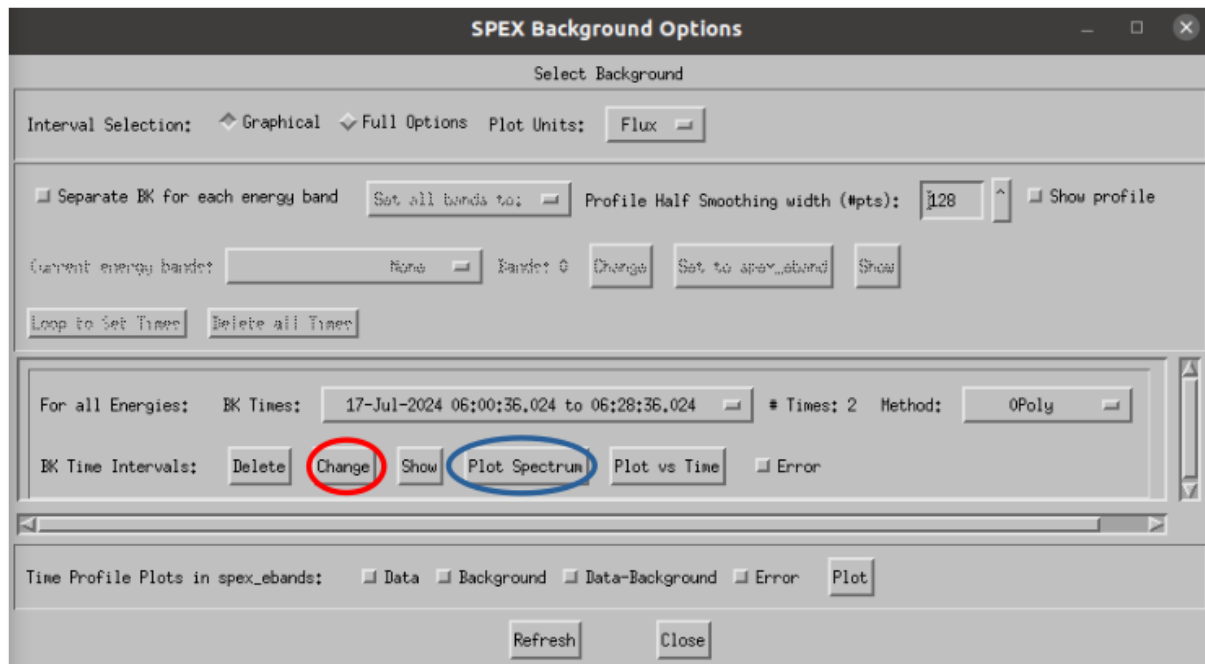 SPEX Background Options
Select Background
Interval Selection: Graphical Full Options Plot Units: Flux
Separate BK for each energy band Set all bands to: Profile Half Smoothing width (#pts): 128 ^ Show profile
Current energy bands: None Bands: 0 Change Set to spex_eband Show
Loop to Set Times Delete all Times
For all Energies: BK Times: 17-Jul-2024 06:00:36.024 to 06:28:36.024 # Times: 2 Method: 0Poly
BK Time Intervals: Delete Change Show Plot Spectrum Plot vs Time Error
Time Profile Plots in spex_ebands: Data Background Data-Background Error Plot
Refresh Close